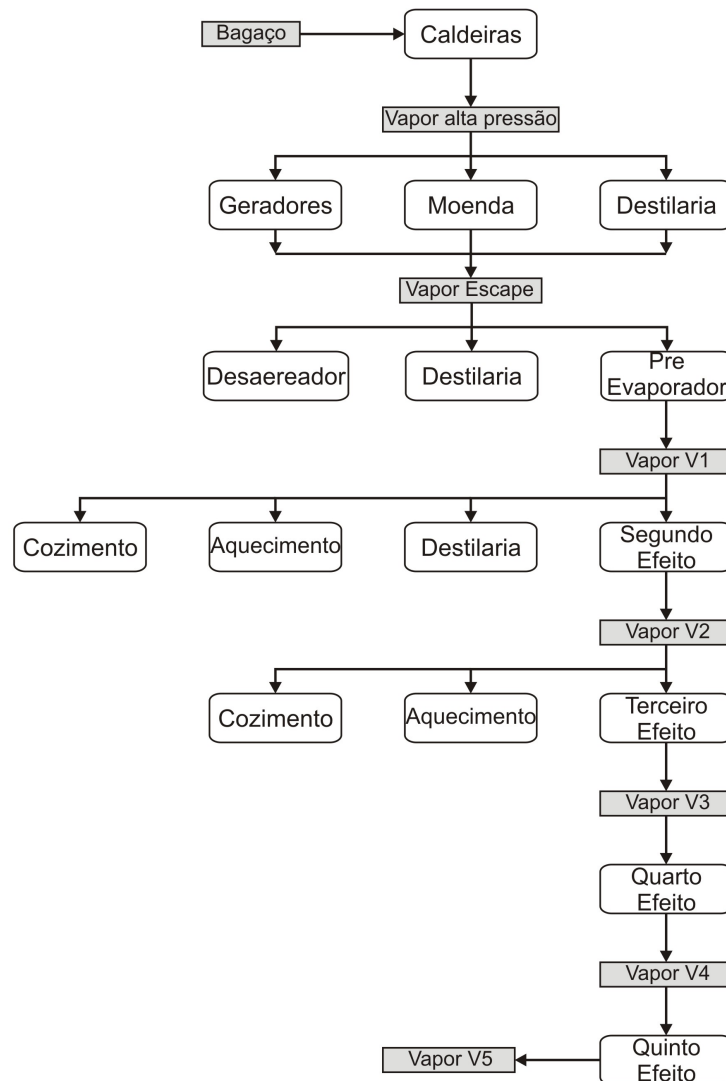 Bagaço
Caldeiras
Vapor alta pressão
Geradores
Moenda
Destilaria
Vapor Escape
Desaereador
Destilaria
Pre
Evaporador
Vapor V1
Cozimento
Aquecimento
Destilaria
Segundo
Efeito
Vapor V2
Cozimento
Aquecimento
Terceiro
Efeito
Vapor V3
Quarto
Efeito
Vapor V4
Vapor V5
Quinto
Efeito